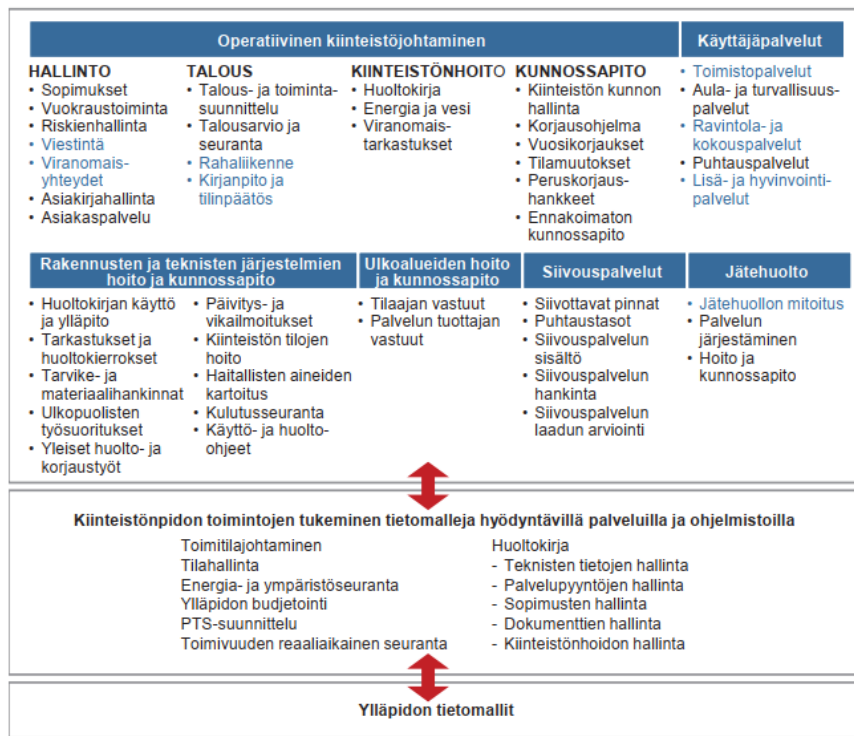 Operatiivinen kiinteistöjohtaminen
Käyttäjäpalvelut
HALLINTO
• Sopimukset
• Vuokraustoiminta
• Riskienhallinta
• Viestintä
• Viranomais-
yhteydet
• Asiakirjahallinta
• Asiakaspalvelu
TALOUS
• Talous- ja toiminta-
suunnittelu
• Talousarvio ja
seuranta
• Rahaliikenne
• Kirjanpito ja
tilinpäätös
KIINTEISTÖNHOITO
• Huoltokirja
• Energia ja vesi
• Viranomais-
tarkastukset
KUNNOSSAPITO
• Kiinteistön kunnon
hallinta
• Korjausohjelma
• Vuosikorjaukset
• Tilamuutokset
• Peruskorjaus-
hankkeet
• Ennakoimaton
kunnossapito
• Toimistopalvelut
• Aula- ja turvallisuus-
palvelut
• Ravintola- ja
kokouspalvelut
• Puhtauspalvelut
• Lisä- ja hyvinvointi-
palvelut
Rakennusten ja teknisten järjestelmien
hoito ja kunnossapito
• Huoltokirjan käyttö
ja ylläpito
• Tarkastukset ja
huoltokierrokset
• Tarvike- ja
materiaalihankinnat
• Ulkopuolisten
työsuoritukset
• Yleiset huolto- ja
korjaustyöt
• Päivitys- ja
vikailmoitukset
• Kiinteistön tilojen
hoito
• Haitallisten aineiden
kartoitus
• Kulutusseuranta
• Käyttö- ja huolto-
ohjeet
Ulkoalueiden hoito
ja kunnossapito
• Tilaajan vastuut
• Palvelun tuottajan
vastuut
Siivouspalvelut
• Siivottavat pinnat
• Puhtaustasot
• Siivouspalvelun
sisältö
• Siivouspalvelun
hankinta
• Siivouspalvelun
laadun arviointi
Jätehuolto
• Jätehuollon mitoitus
• Palvelun
järjestäminen
• Hoito ja
kunnossapito
Kiinteistönpidon toimintojen tukeminen tietomalleja hyödyntävillä palveluilla ja ohjelmistoilla
Toimitilajohtaminen
Tilahallinta
Energia- ja ympäristöseuranta
Ylläpidon budjetointi
PTS-suunnittelu
Toimivuuden reaaliaikainen seuranta
Huoltokirja
- Teknisten tietojen hallinta
- Palvelupyyntöjen hallinta
- Sopimusten hallinta
- Dokumenttien hallinta
- Kiinteistönhoidon hallinta
Ylläpidon tietomallit